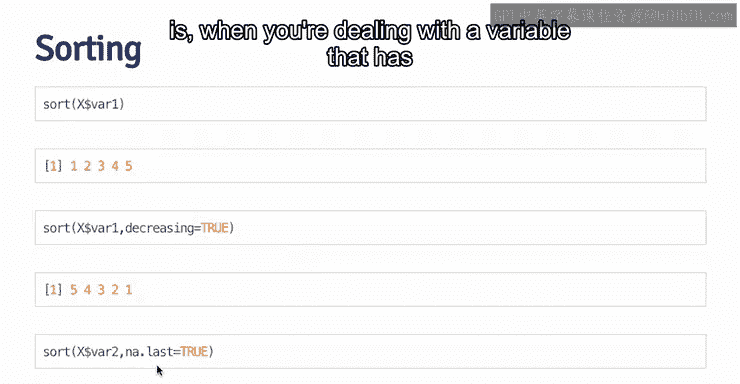 is, when you're dealing with a variable
that has
Sorting
sort(X$var1)
[1] 1 2 3 4 5
sort(X$var1,decreasing=TRUE)
[1] 5 4 3 2 1
sort(X$var2,na.last=TRUE)